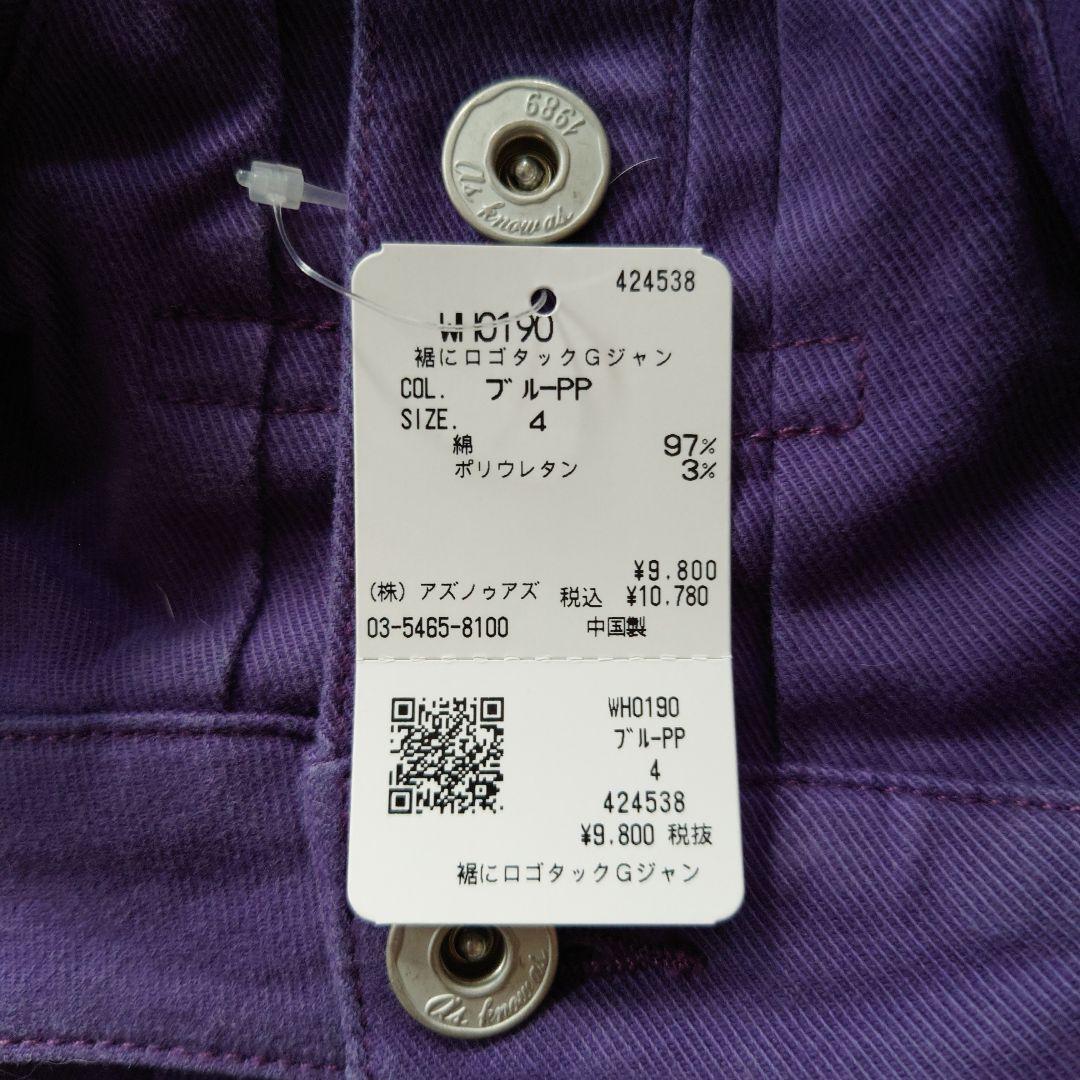 1989
as know as.
424538
WH0190
裾にロゴタックGジャン
COL. ブルーPP
SIZE. 4
綿 97%
ポリウレタン 3%
¥9.800
(株) アズノゥアズ 税込 ¥10.780
03-5465-8100 中国製
WH0190
ブルーPP
4
424538
¥9.800 税抜
裾にロゴタックGジャン
as know as.